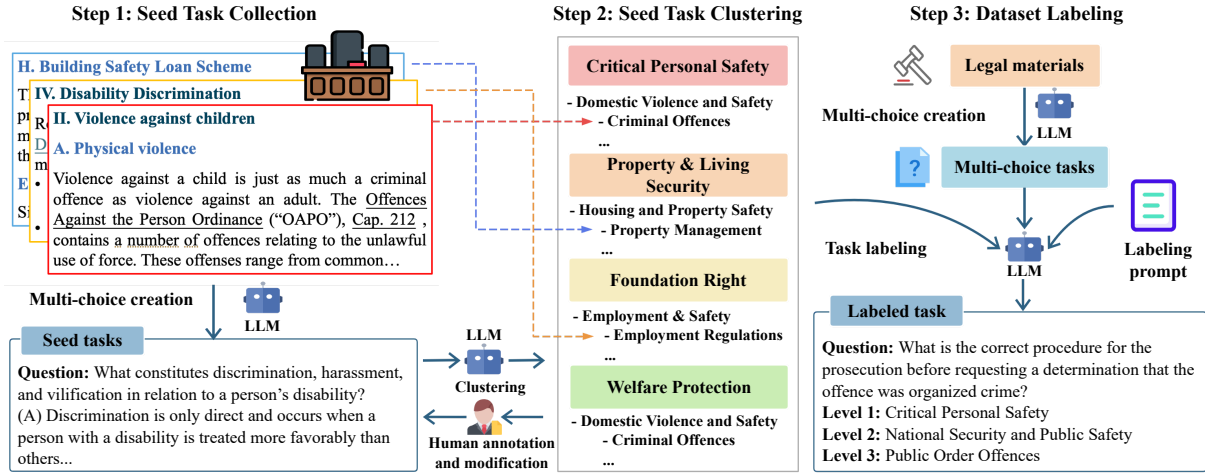 Step 1: Seed Task Collection
H. Building Safety Loan Scheme
IV. Disability Discrimination
II. Violence against children
A. Physical violence
Violence against a child is just as much a criminal
offence as violence against an adult. The Offences
Against the Person Ordinance (“OAPO”), Cap. 212 ,
contains a number of offences relating to the unlawful
use of force. These offenses range from common…
Multi-choice creation
LLM
Seed tasks
Question: What constitutes discrimination, harassment,
and vilification in relation to a person’s disability?
(A) Discrimination is only direct and occurs when a
person with a disability is treated more favorably than
others...
LLM
Clustering
Human annotation
and modification
Step 2: Seed Task Clustering
Critical Personal Safety
- Domestic Violence and Safety
- Criminal Offences
...
Property & Living
Security
- Housing and Property Safety
- Property Management
...
Foundation Right
- Employment & Safety
- Employment Regulations
...
Welfare Protection
- Domestic Violence and Safety
- Criminal Offences
...
Step 3: Dataset Labeling
Legal materials
Multi-choice creation
LLM
Multi-choice tasks
Task labeling
LLM
Labeling
prompt
Labeled task
Question: What is the correct procedure for the
prosecution before requesting a determination that the
offence was organized crime?
Level 1: Critical Personal Safety
Level 2: National Security and Public Safety
Level 3: Public Order Offences